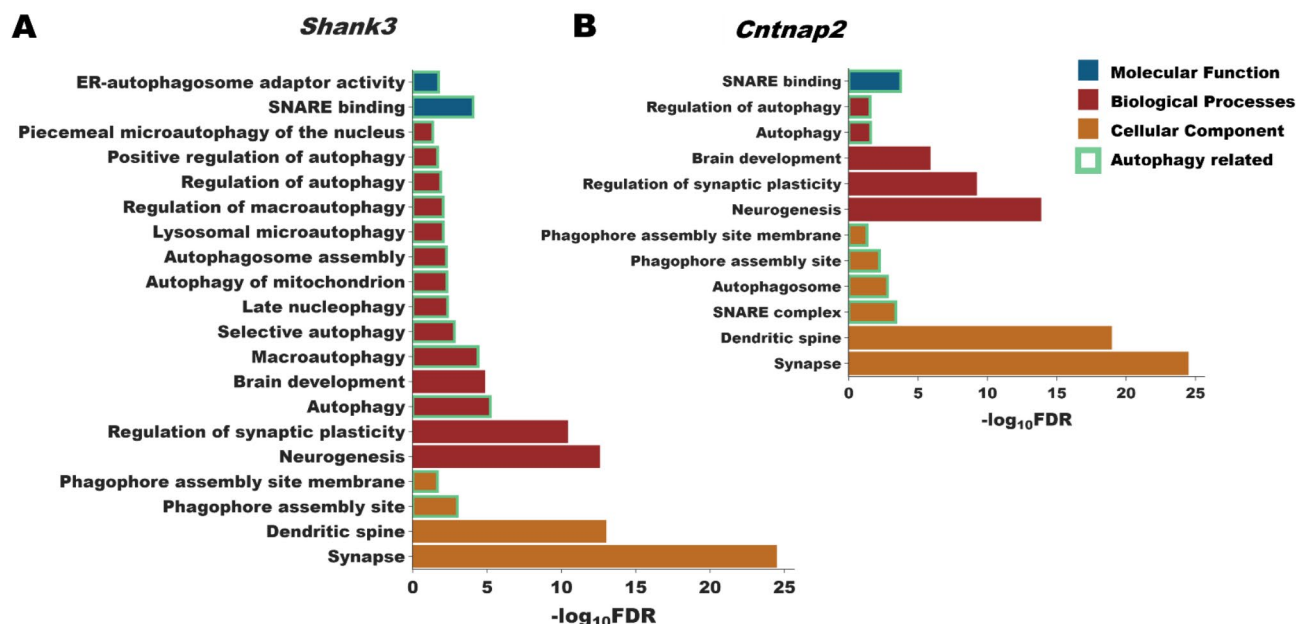 A
Shank3
ER-autophagosome adaptor activity
SNARE binding
Piecemeal microautophagy of the nucleus
Positive regulation of autophagy
Regulation of autophagy
Regulation of macroautophagy
Lysosomal microautophagy
Autophagosome assembly
Autophagy of mitochondrion
Late nucleophagy
Selective autophagy
Macroautophagy
Brain development
Autophagy
Regulation of synaptic plasticity
Neurogenesis
Phagophore assembly site membrane
Phagophore assembly site
Dendritic spine
Synapse
0 5 10 15 20 25
-log₁₀FDR
B
Cntnap2
SNARE binding
Regulation of autophagy
Autophagy
Brain development
Regulation of synaptic plasticity
Neurogenesis
Phagophore assembly site membrane
Phagophore assembly site
Autophagosome
SNARE complex
Dendritic spine
Synapse
0 5 10 15 20 25
-log₁₀FDR
Molecular Function
Biological Processes
Cellular Component
Autophagy related